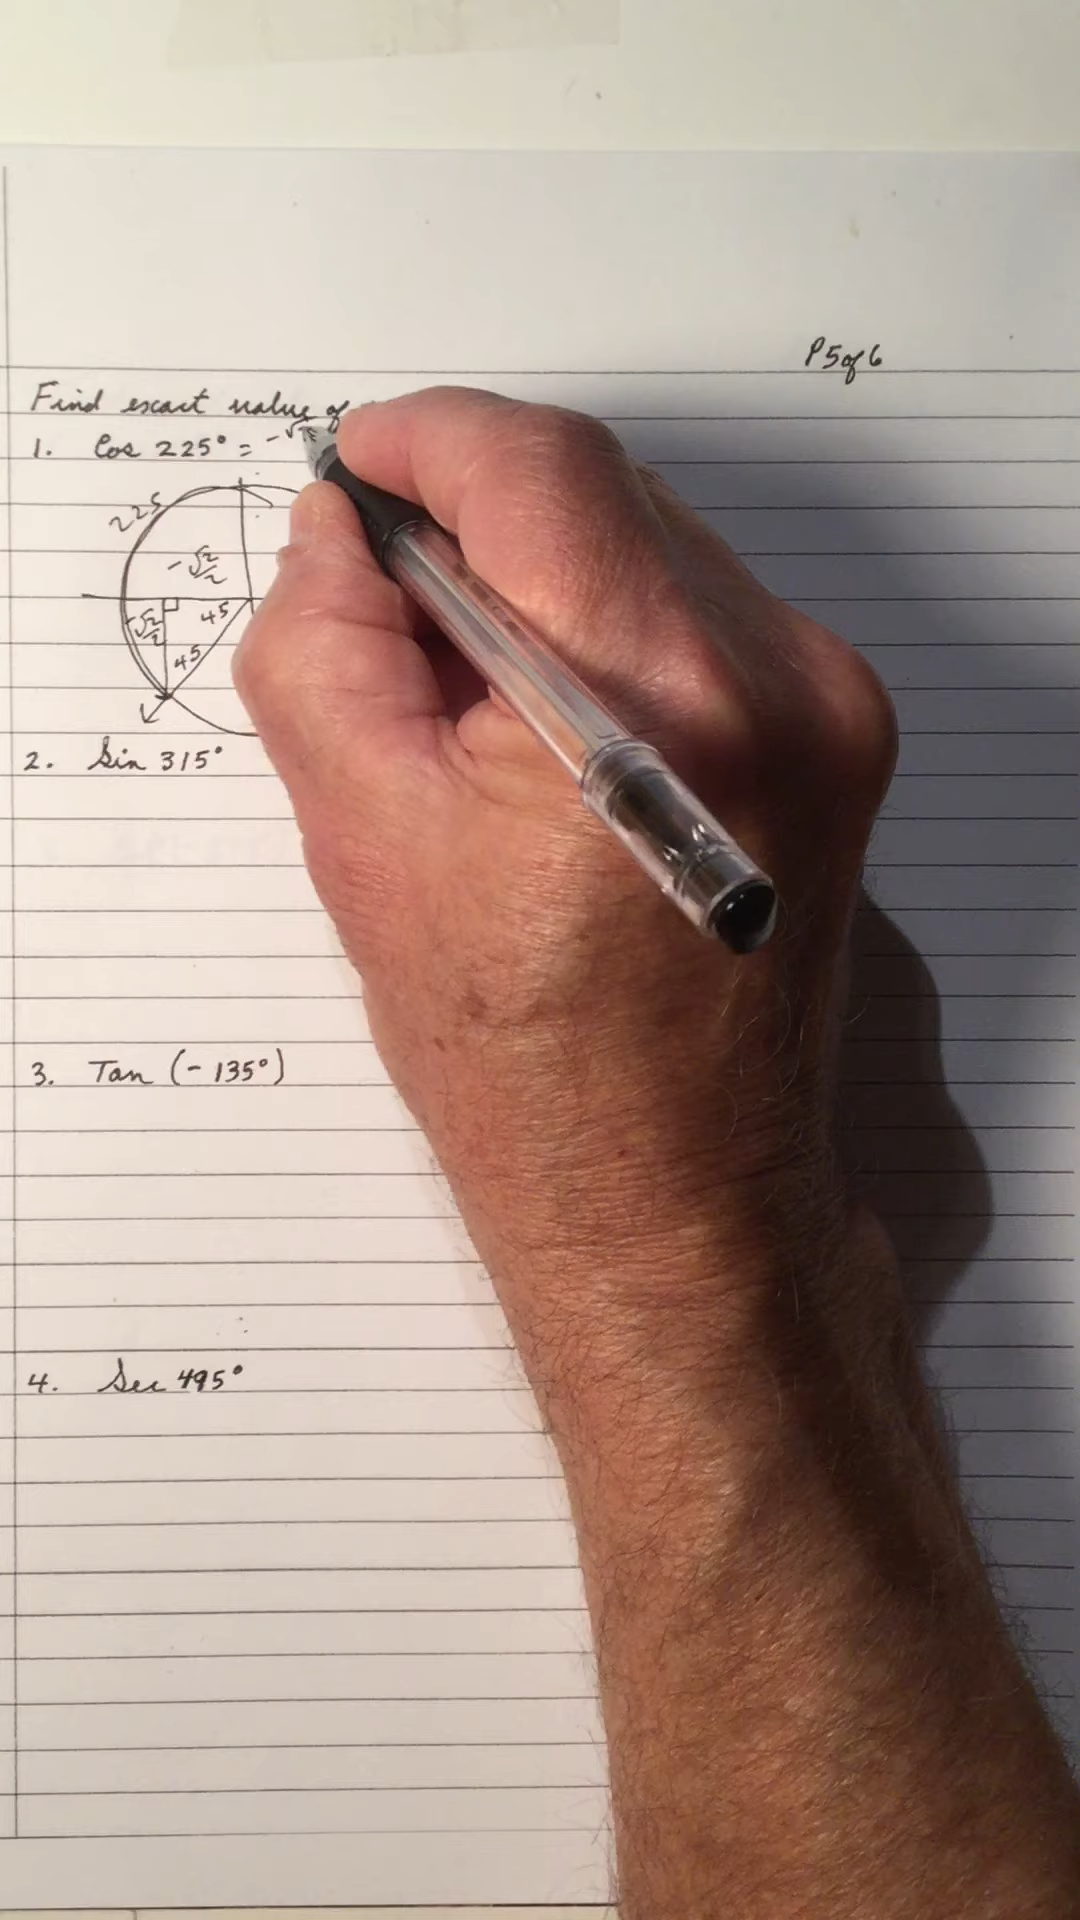 P 5 of 6
Find exact value of
1. Cos 225° = -√
225
-√2/2
45
-√2/2
45
2. Sin 315°
3. Tan (-135°)
4. Sec 495°